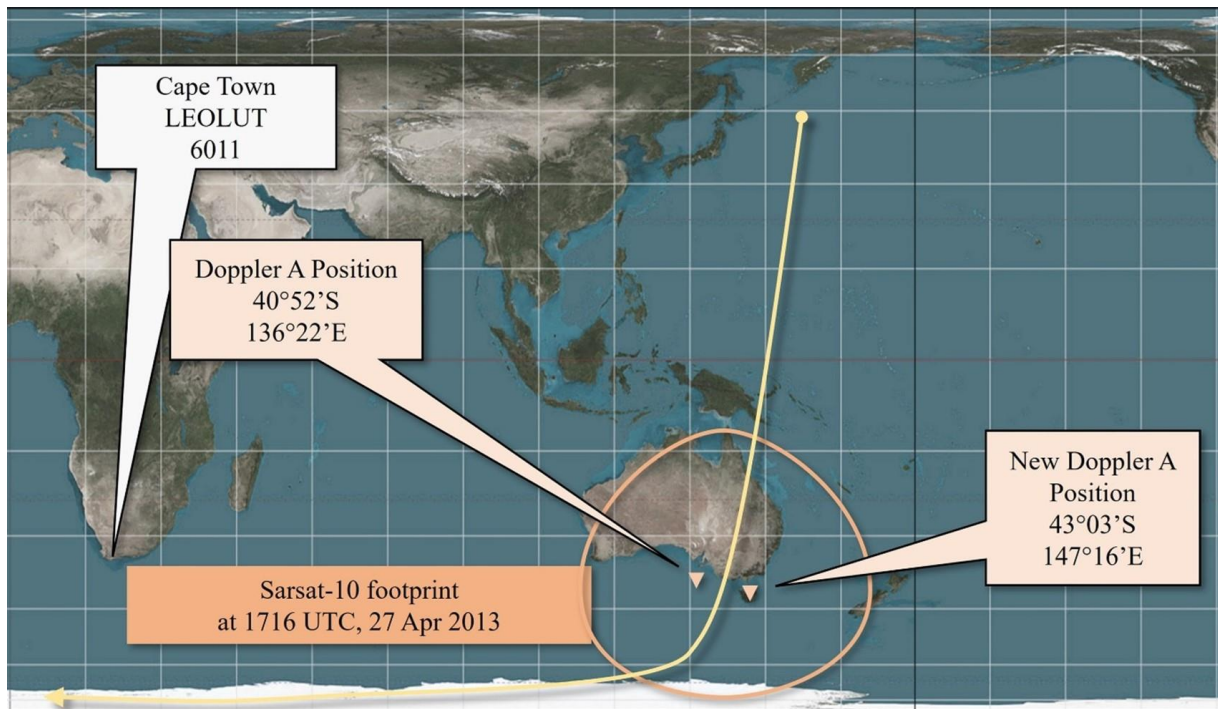 Cape Town
LEOLUT
6011
Doppler A Position
40°52’S
136°22’E
New Doppler A
Position
43°03’S
147°16’E
Sarsat-10 footprint
at 1716 UTC, 27 Apr 2013